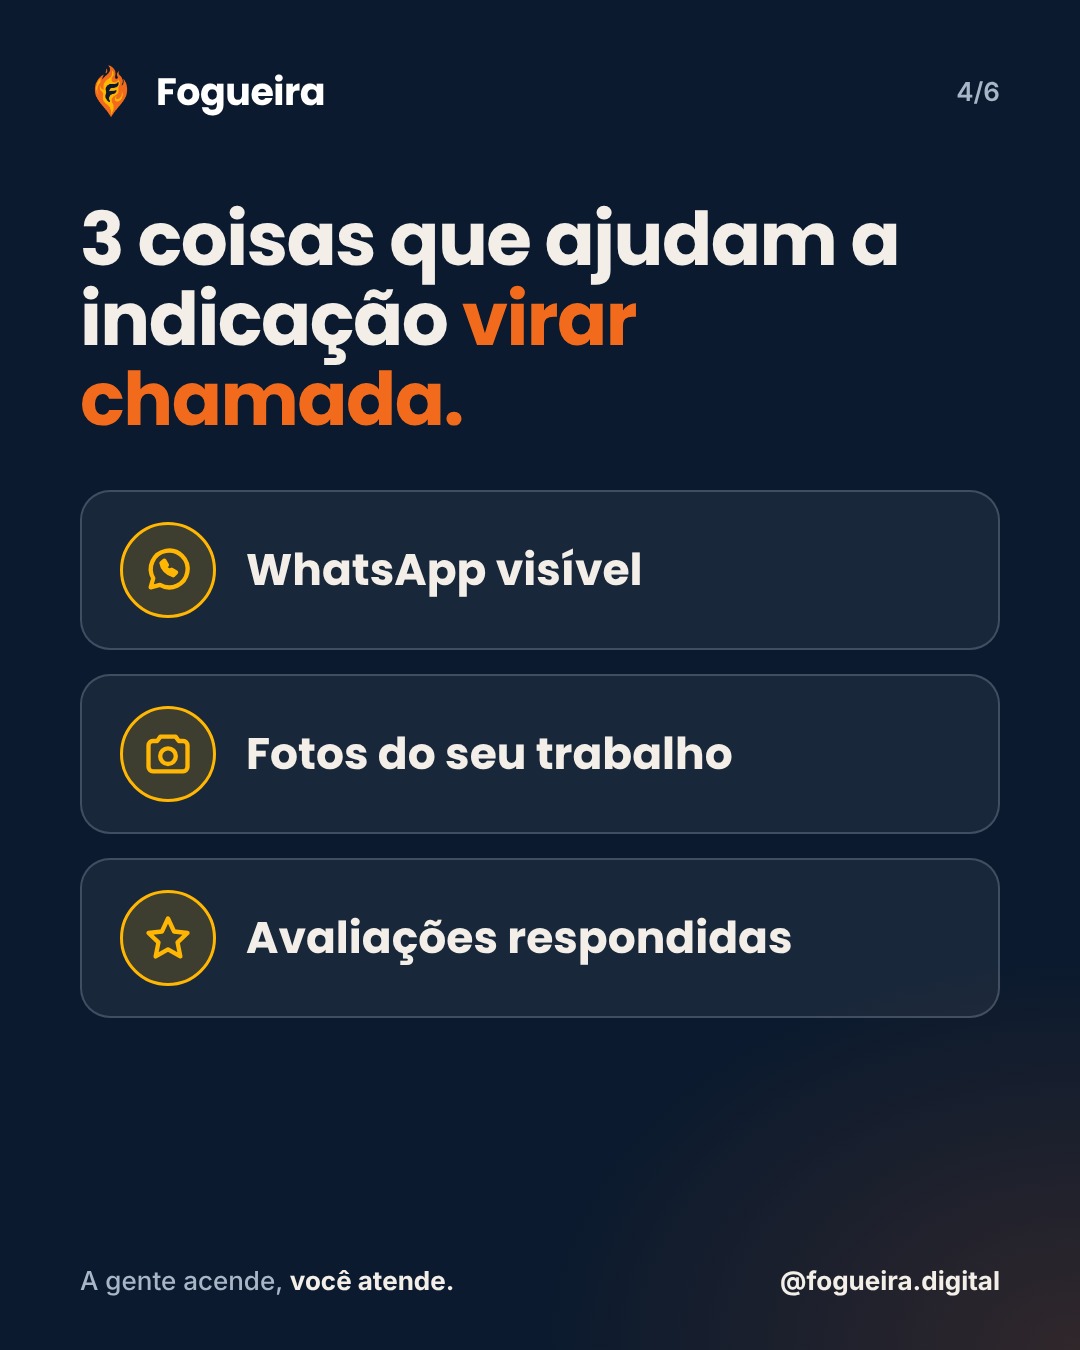 Fogueira
4/6
3 coisas que ajudam a
indicação virar
chamada.
WhatsApp visível
Fotos do seu trabalho
Avaliações respondidas
A gente acende, você atende.
@fogueira.digital